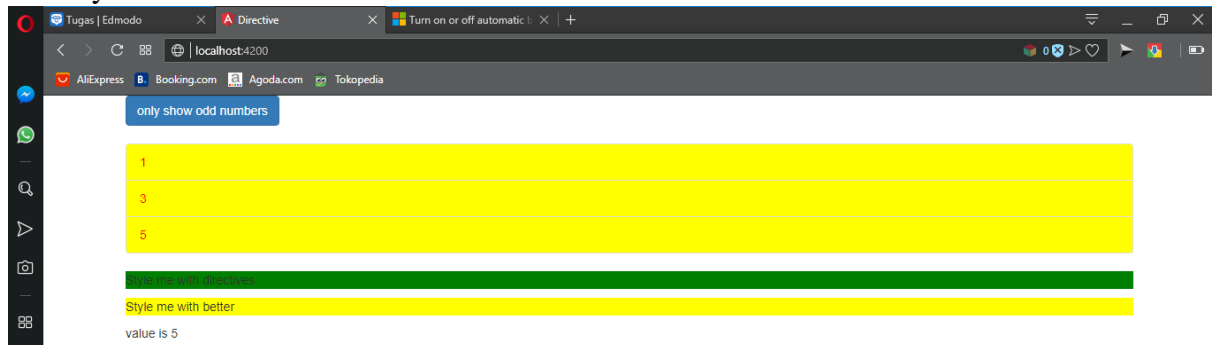 Tugas | Edmodo Directive Turn on or off automatic b
localhost:4200 0
AliExpress B. Booking.com a Agoda.com Tokopedia
only show odd numbers
1
3
5
Style me with directives
Style me with better
value is 5